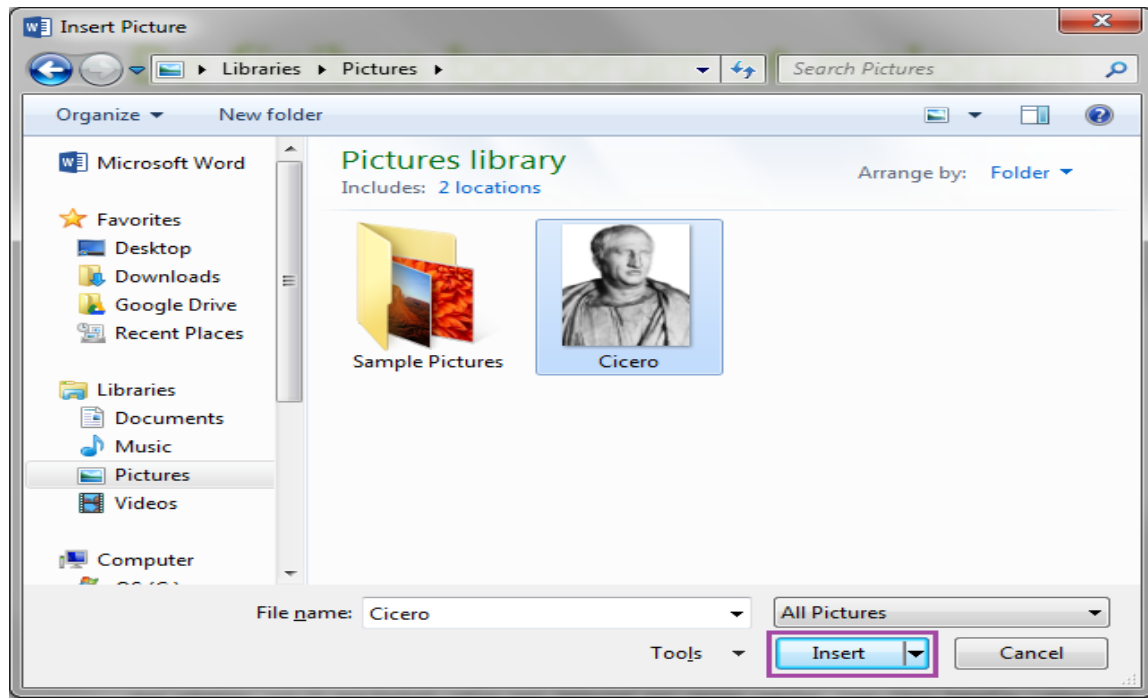 Insert Picture
Libraries Pictures
Search Pictures
Organize New folder
Microsoft Word
Favorites
Desktop
Downloads
Google Drive
Recent Places
Libraries
Documents
Music
Pictures
Videos
Computer
Pictures library
Includes: 2 locations
Arrange by: Folder
Sample Pictures
Cicero
File name: Cicero
All Pictures
Tools
Insert
Cancel